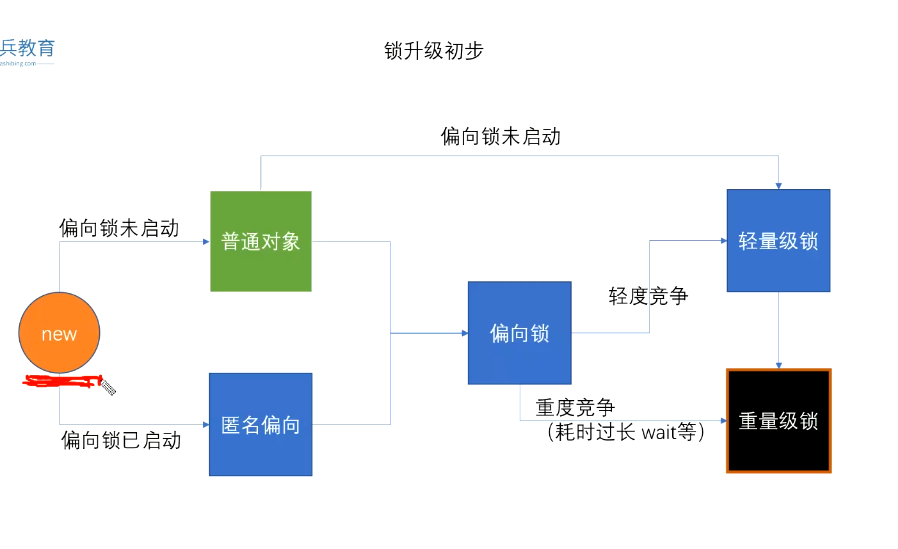 兵教育
锁升级初步
偏向锁未启动
偏向锁未启动
普通对象
轻量级锁
轻度竞争
new
偏向锁
重度竞争
(耗时过长 wait等)
匿名偏向
重量级锁
偏向锁已启动